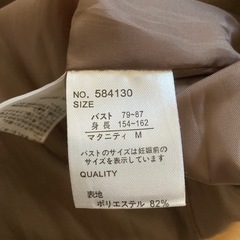 NO. 584130
SIZE
バスト 79~87
身長 154~162
マタニティ M
バストのサイズは妊娠前の
サイズを表示しています
QUALITY
表地
ポリエステル 82%